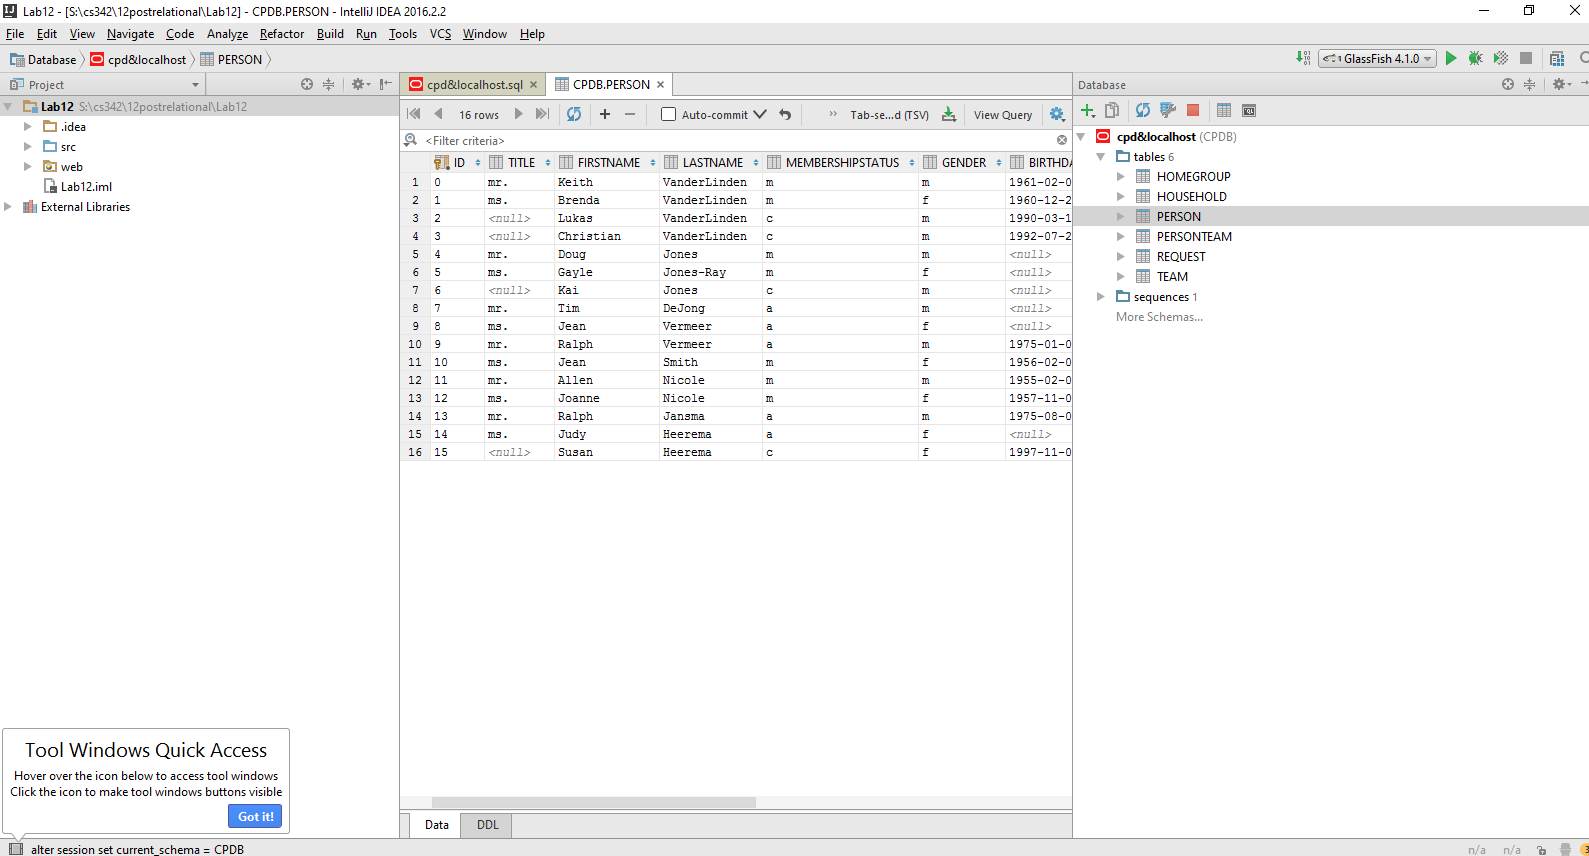 Lab12 - [S:\cs342\12postrelational\Lab12] - CPDB.PERSON - IntelliJ IDEA 2016.2.2
File Edit View Navigate Code Analyze Refactor Build Run Tools VCS Window Help
Database cpd&localhost PERSON GlassFish 4.1.0
Project
Lab12 S:\cs342\12postrelational\Lab12
.idea
src
web
Lab12.iml
External Libraries
cpd&localhost.sql CPDB.PERSON
16 rows Auto-commit Tab-se...d (TSV) View Query
<Filter criteria>
ID TITLE FIRSTNAME LASTNAME MEMBERSHIPSTATUS GENDER BIRTHDA
1 0 mr. Keith VanderLinden m m 1961-02-0
2 1 ms. Brenda VanderLinden m f 1960-12-2
3 2 <null> Lukas VanderLinden c m 1990-03-1
4 3 <null> Christian VanderLinden c m 1992-07-2
5 4 mr. Doug Jones m m <null>
6 5 ms. Gayle Jones-Ray m f <null>
7 6 <null> Kai Jones c m <null>
8 7 mr. Tim DeJong a m <null>
9 8 ms. Jean Vermeer a f <null>
10 9 mr. Ralph Vermeer a m 1975-01-0
11 10 ms. Jean Smith m f 1956-02-0
12 11 mr. Allen Nicole m m 1955-02-0
13 12 ms. Joanne Nicole m f 1957-11-0
14 13 mr. Ralph Jansma a m 1975-08-0
15 14 ms. Judy Heerema a f <null>
16 15 <null> Susan Heerema c f 1997-11-0
Data DDL
Database
cpd&localhost (CPDB)
tables 6
HOMEGROUP
HOUSEHOLD
PERSON
PERSONTEAM
REQUEST
TEAM
sequences 1
More Schemas...
Tool Windows Quick Access
Hover over the icon below to access tool windows
Click the icon to make tool windows buttons visible
Got it!
alter session set current_schema = CPDB n/a n/a